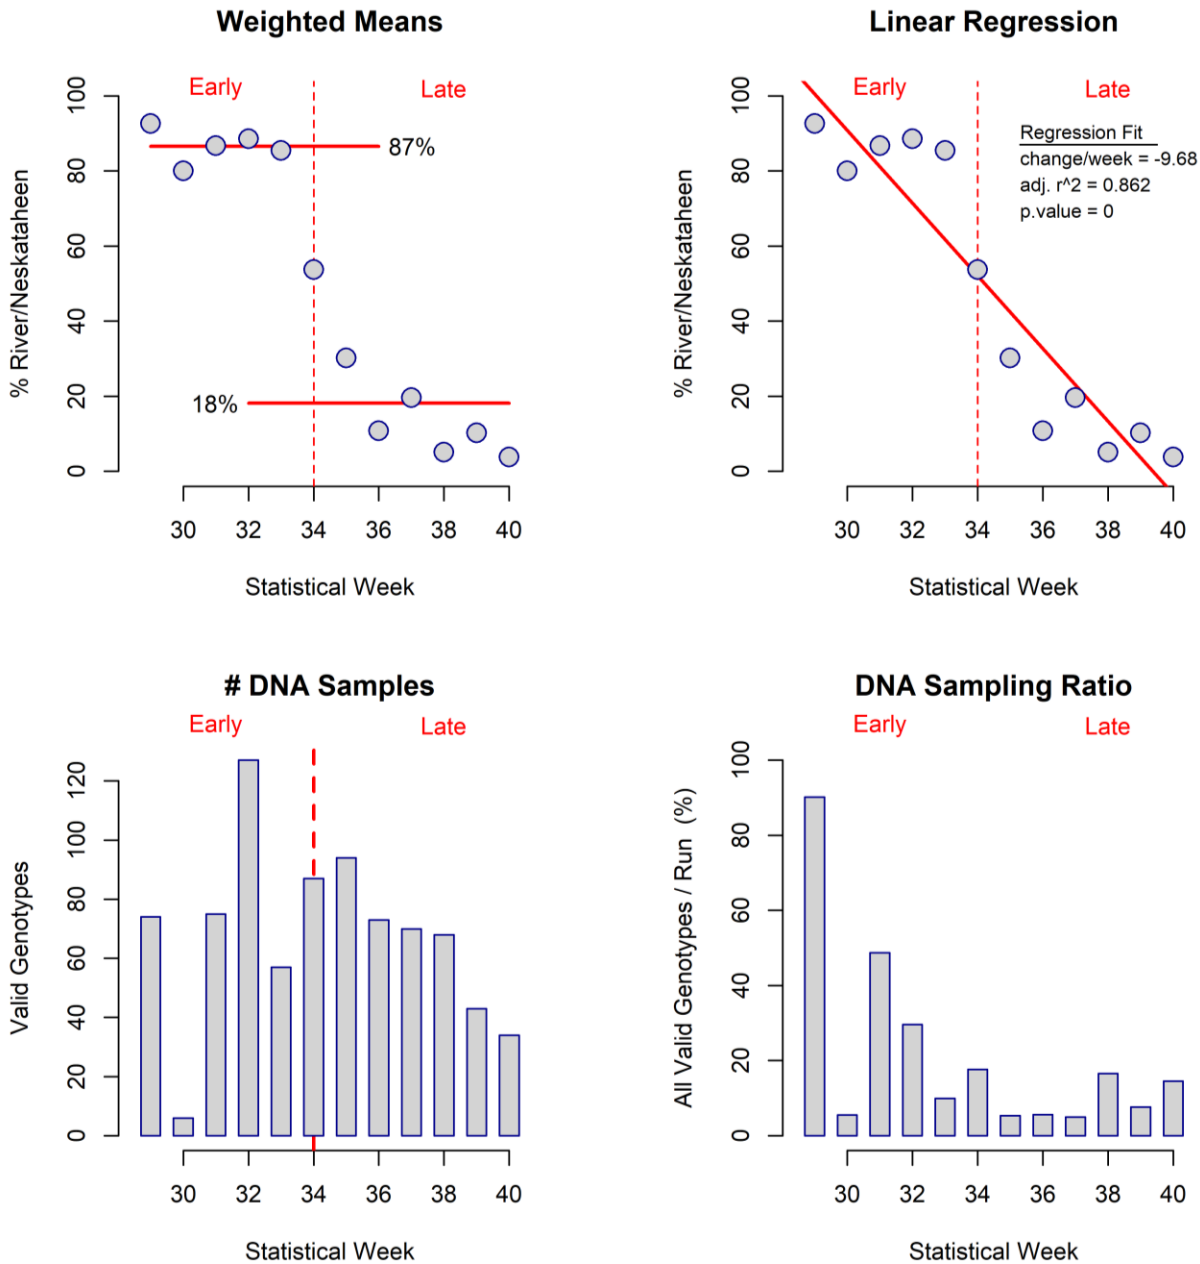 Weighted Means
Early
Late
100
80
60
40
20
0
% River/Neskataheen
87%
18%
30 32 34 36 38 40
Statistical Week
Linear Regression
Early
Late
100
80
60
40
20
0
% River/Neskataheen
Regression Fit
change/week = -9.68
adj. r^2 = 0.862
p.value = 0
30 32 34 36 38 40
Statistical Week
# DNA Samples
Early
Late
120
100
80
60
40
20
0
Valid Genotypes
30 32 34 36 38 40
Statistical Week
DNA Sampling Ratio
Early
Late
100
80
60
40
20
0
All Valid Genotypes / Run (%)
30 32 34 36 38 40
Statistical Week